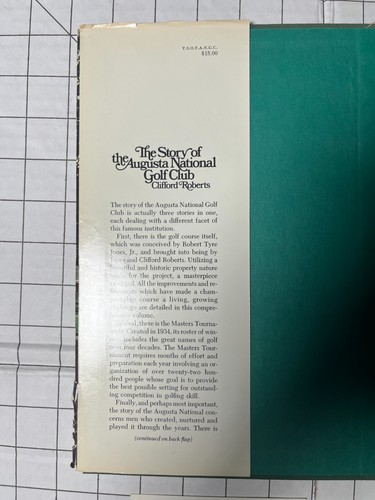 T.S.O.T.A.N.G.C.
$15.00
The Story of
the Augusta National
Golf Club
Clifford Roberts
The story of the Augusta National Golf
Club is actually three stories in one,
each dealing with a different facet of
this famous institution.
First, there is the golf course itself,
which was conceived by Robert Tyre
Jones, Jr., and brought into being by
and Clifford Roberts. Utilizing a
and historic property nature
for the project, a masterpiece
All the improvements and re-
which have made a cham-
course a living, growing
are detailed in this compre-
volume.
there is the Masters Tourna-
Created in 1934, its roster of win-
includes the great names of golf
four decades. The Masters Tour-
nament requires months of effort and
preparation each year involving an or-
ganization of over twenty-two hun-
dred people whose goal is to provide
the best possible setting for outstand-
ing competition in golfing skill.
Finally, and perhaps most important,
the story of the Augusta National con-
cerns men who created, nurtured and
played it through the years. There is
(continued on back flap)